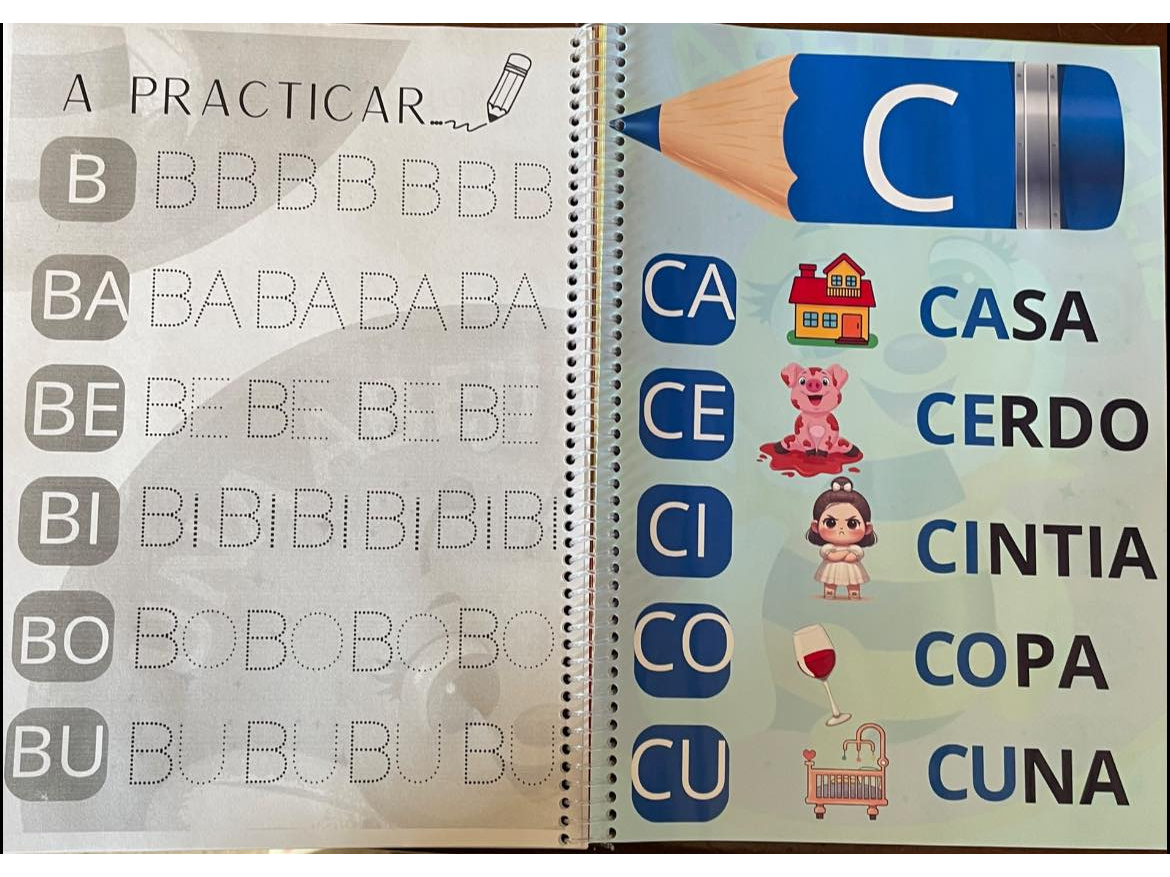 A PRACTICAR...
B B B B B B B B
BA BA BA BA BA
BE BE BE BE BE
BI BI BI BI BI BI BI
BO BO BO BO BO
BU BU BU BU BU
C
CA CASA
CE CERDO
CI CINTIA
CO COPA
CU CUNA